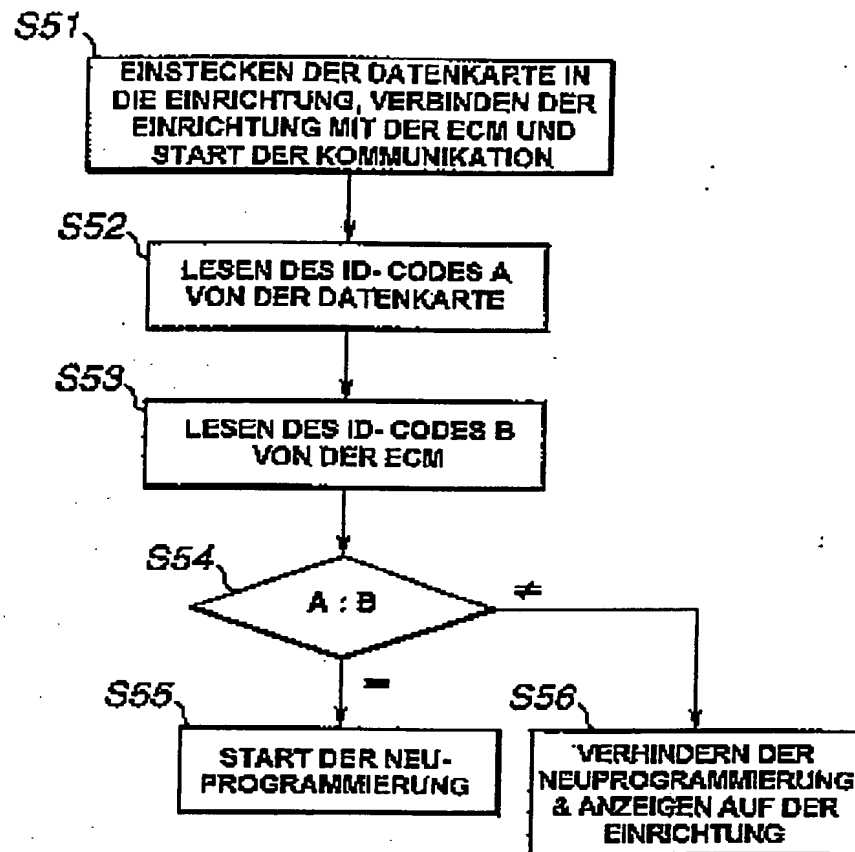 S51
EINSTECKEN DER DATENKARTE IN
DIE EINRICHTUNG, VERBINDEN DER
EINRICHTUNG MIT DER ECM UND
START DER KOMMUNIKATION
S52
LESEN DES ID- CODES A
VON DER DATENKARTE
S53
LESEN DES ID- CODES B
VON DER ECM
S54
A : B
≠
=
S55
START DER NEU-
PROGRAMMIERUNG
S56
VERHINDERN DER
NEUPROGRAMMIERUNG
& ANZEIGEN AUF DER
EINRICHTUNG